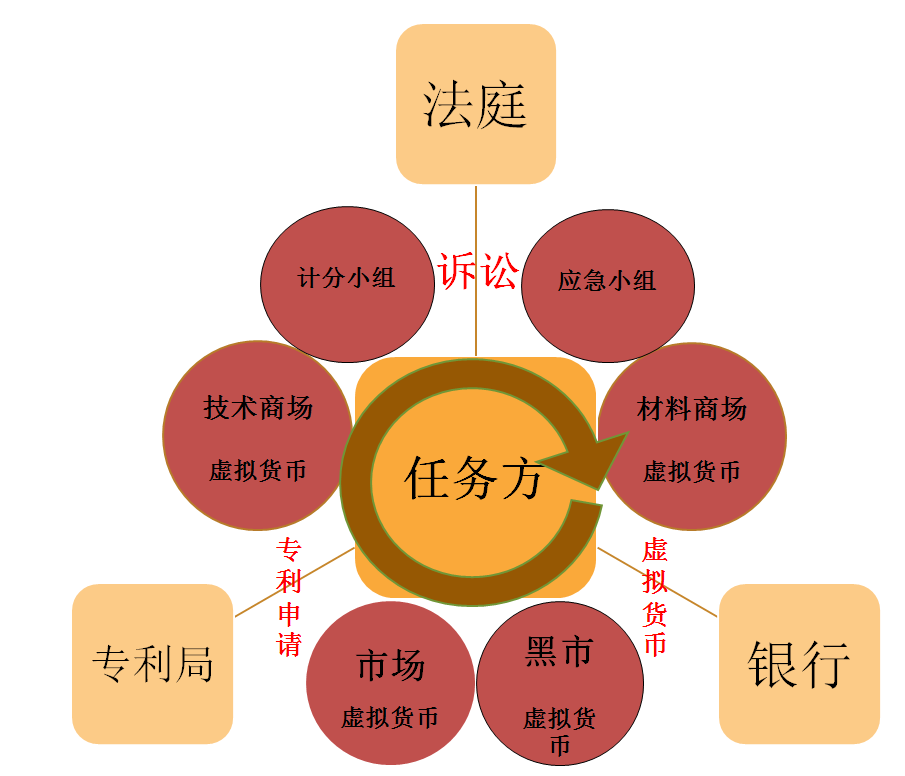 法庭
诉讼
计分小组
应急小组
技术商场
虚拟货币
材料商场
虚拟货币
任务方
专
利
申
请
虚
拟
货
币
专利局
市场
虚拟货币
黑市
虚拟货
币
银行